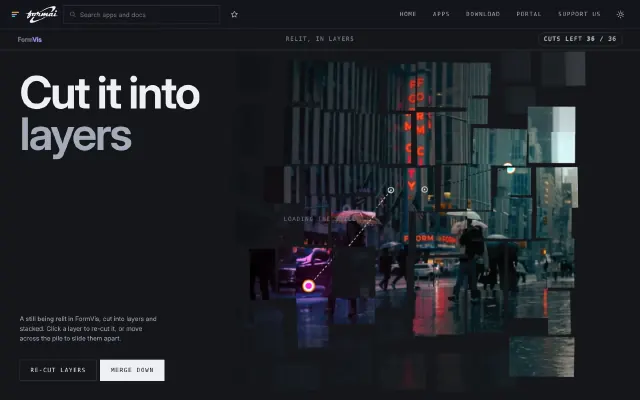 formai
Search apps and docs
HOME APPS DOWNLOAD PORTAL SUPPORT US
FormVis
RELIT, IN LAYERS
CUTS LEFT 36 / 36
Cut it into
layers
LOADING THE
A still being relit in FormVis, cut into layers and
stacked. Click a layer to re-cut it, or move
across the pile to slide them apart.
RE-CUT LAYERS
MERGE DOWN